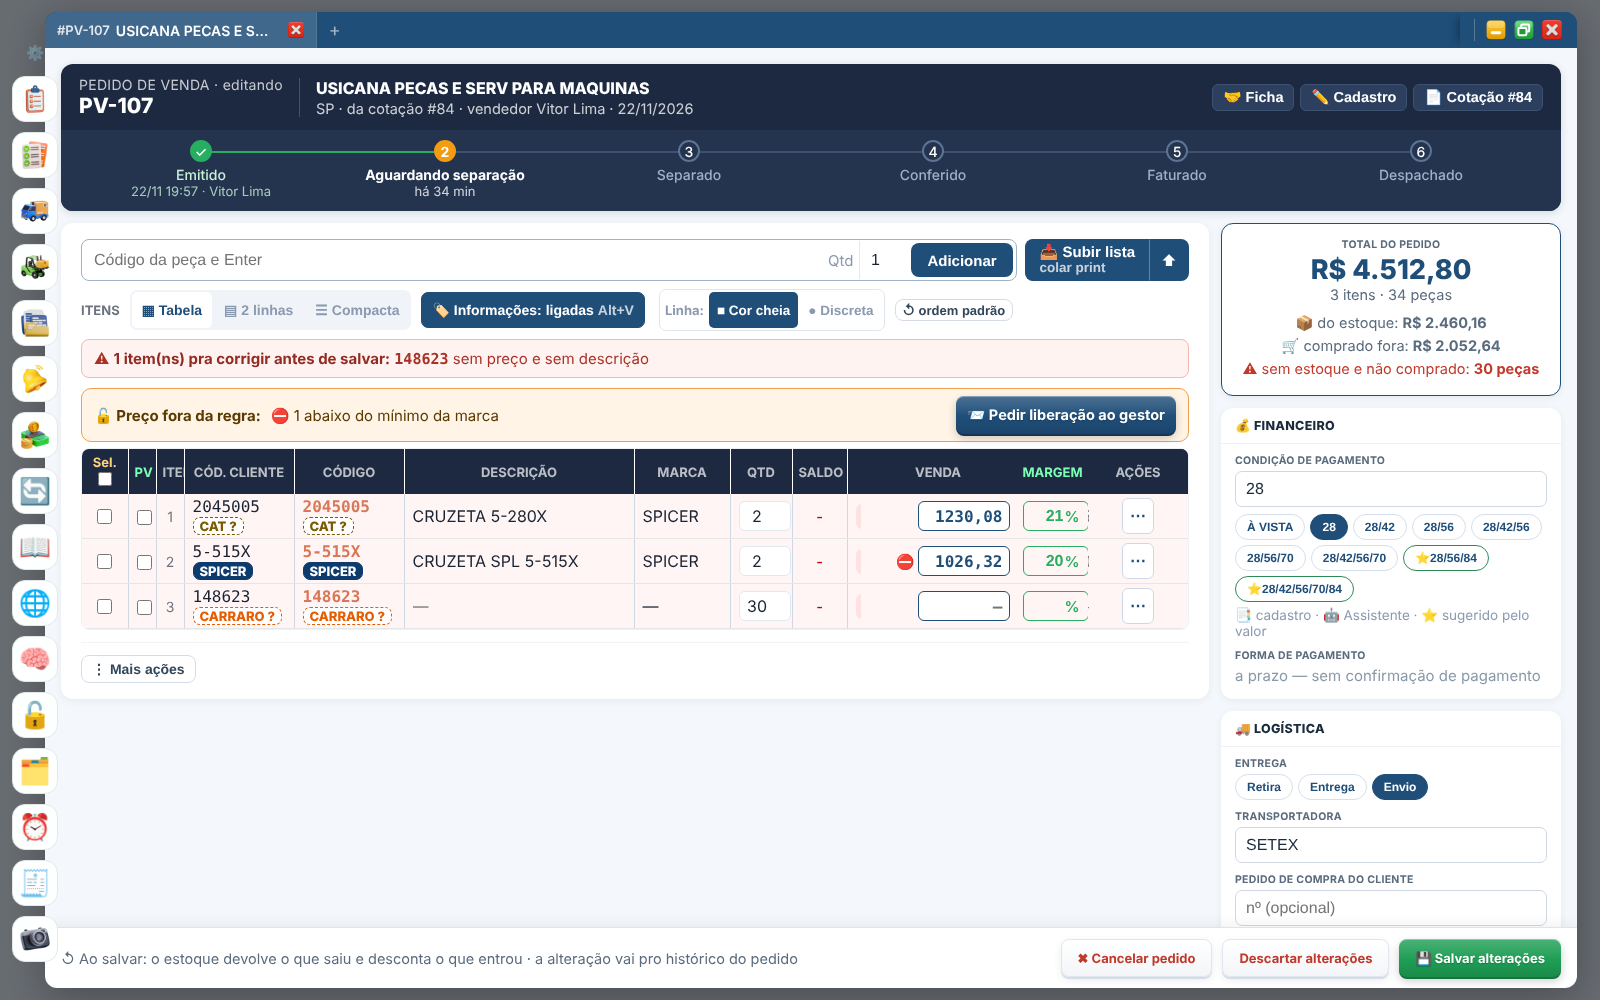 #PV-107 USICANA PECAS E S... +
PEDIDO DE VENDA · editando
PV-107
USICANA PECAS E SERV PARA MAQUINAS
SP · da cotação #84 · vendedor Vitor Lima · 22/11/2026
Ficha
Cadastro
Cotação #84
2 3 4 5 6
Emitido
22/11 19:57 · Vitor Lima
Aguardando separação
há 34 min
Separado
Conferido
Faturado
Despachado
Código da peça e Enter
Qtd 1
Adicionar
Subir lista
colar print
ITENS
Tabela
2 linhas
Compacta
Informações: ligadas Alt+V
Linha:
Cor cheia
Discreta
ordem padrão
1 item(ns) pra corrigir antes de salvar: 148623 sem preço e sem descrição
Preço fora da regra: 1 abaixo do mínimo da marca
Pedir liberação ao gestor
Sel. PV ITE CÓD. CLIENTE CÓDIGO DESCRIÇÃO MARCA QTD SALDO VENDA MARGEM AÇÕES
1 2045005 CAT ? 2045005 CAT ? CRUZETA 5-280X SPICER 2 - 1230,08 21% ...
2 5-515X SPICER 5-515X SPICER CRUZETA SPL 5-515X SPICER 2 - 1026,32 20% ...
3 148623 CARRARO ? 148623 CARRARO ? — — 30 - – % ...
⋮ Mais ações
TOTAL DO PEDIDO
R$ 4.512,80
3 itens · 34 peças
do estoque: R$ 2.460,16
comprado fora: R$ 2.052,64
sem estoque e não comprado: 30 peças
FINANCEIRO
CONDIÇÃO DE PAGAMENTO
28
À VISTA 28 28/42 28/56 28/42/56
28/56/70 28/42/56/70 28/56/84
28/42/56/70/84
cadastro · Assistente · sugerido pelo
valor
FORMA DE PAGAMENTO
a prazo — sem confirmação de pagamento
LOGÍSTICA
ENTREGA
Retira Entrega Envio
TRANSPORTADORA
SETEX
PEDIDO DE COMPRA DO CLIENTE
nº (opcional)
Ao salvar: o estoque devolve o que saiu e desconta o que entrou · a alteração vai pro histórico do pedido
Cancelar pedido
Descartar alterações
Salvar alterações